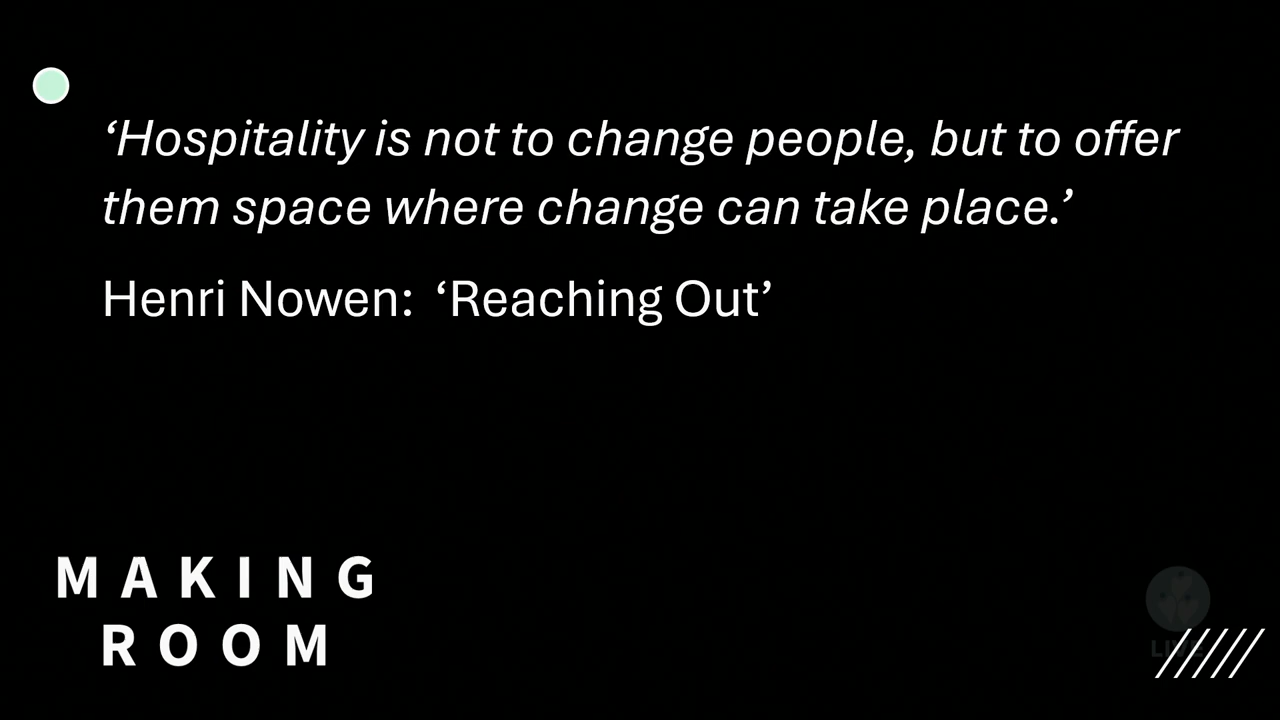 ‘Hospitality is not to change people, but to offer
them space where change can take place.’
Henri Nowen: ‘Reaching Out’
MAKING
ROOM
LIVE